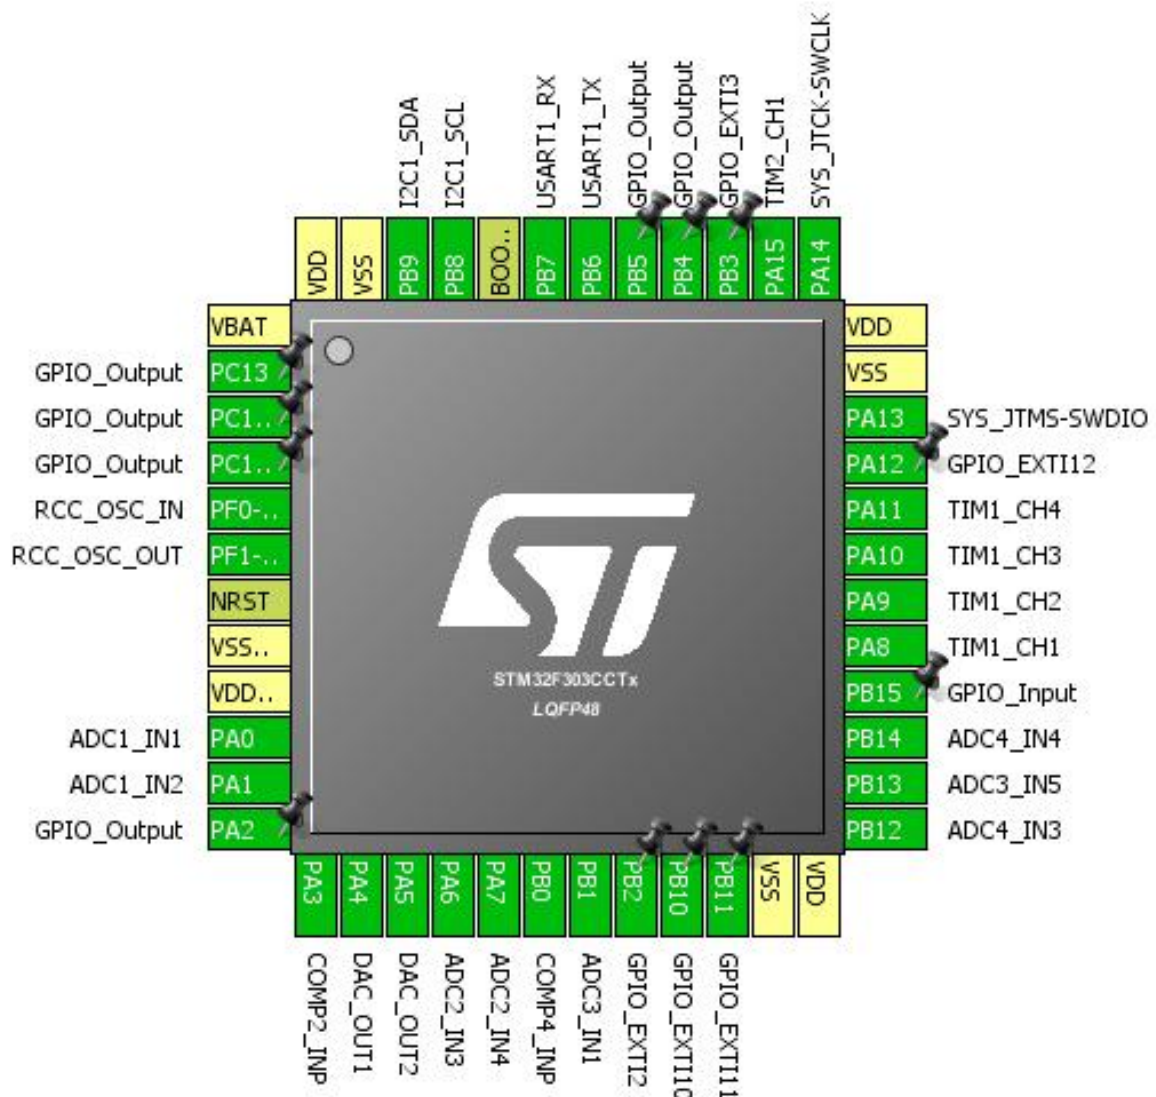 I2C1_SDA
I2C1_SCL
USART1_RX
USART1_TX
GPIO_Output
GPIO_Output
GPIO_EXTI3
TIM2_CH1
SYS_JTCK-SWCLK
VDD
VSS
PB9
PB8
BOO..
PB7
PB6
PB5
PB4
PB3
PA15
PA14
VBAT
GPIO_Output PC13
GPIO_Output PC1..
GPIO_Output PC1..
RCC_OSC_IN PF0-..
RCC_OSC_OUT PF1-..
NRST
VSS..
VDD..
ADC1_IN1 PA0
ADC1_IN2 PA1
GPIO_Output PA2
ST
STM32F303CCTx
LQFP48
VDD
VSS
PA13 SYS_JTMS-SWDIO
PA12 GPIO_EXTI12
PA11 TIM1_CH4
PA10 TIM1_CH3
PA9 TIM1_CH2
PA8 TIM1_CH1
PB15 GPIO_Input
PB14 ADC4_IN4
PB13 ADC3_IN5
PB12 ADC4_IN3
PA3
PA4
PA5
PA6
PA7
PB0
PB1
PB2
PB10
PB11
VSS
VDD
COMP2_INP
DAC_OUT1
DAC_OUT2
ADC2_IN3
ADC2_IN4
COMP4_INP
ADC3_IN1
GPIO_EXTI2
GPIO_EXTI10
GPIO_EXTI11